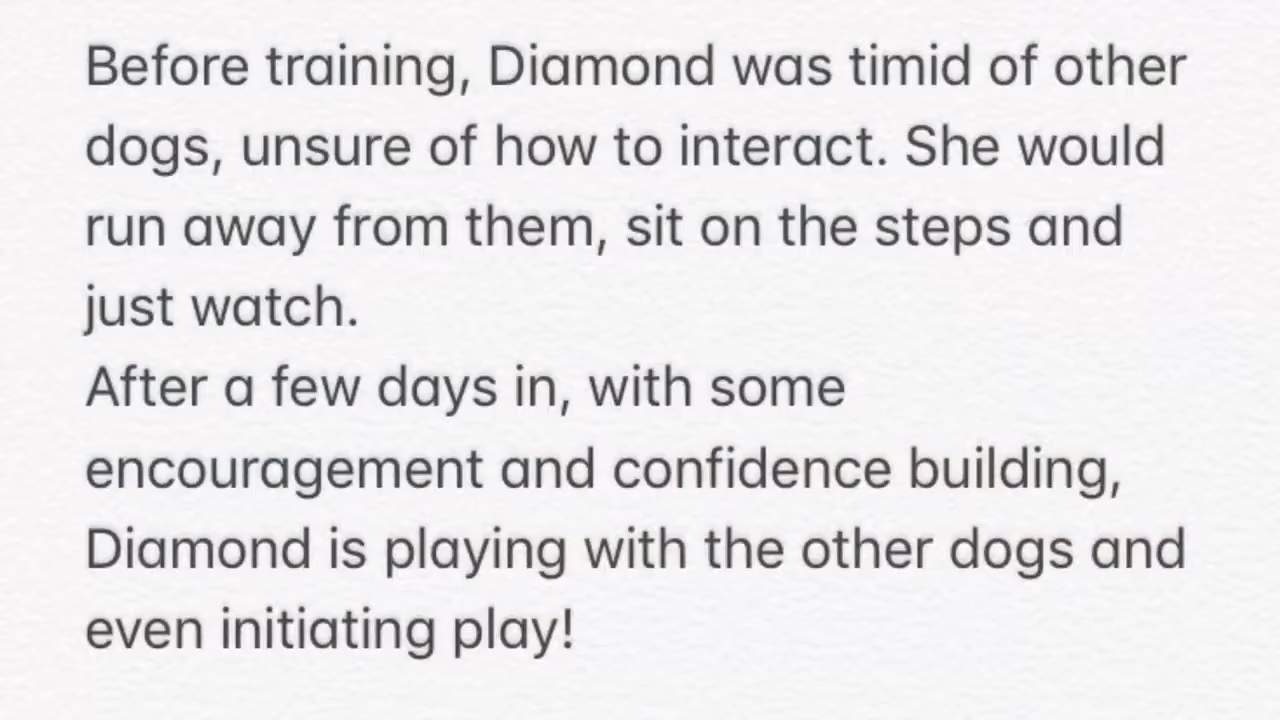 Before training, Diamond was timid of other
dogs, unsure of how to interact. She would
run away from them, sit on the steps and
just watch.
After a few days in, with some
encouragement and confidence building,
Diamond is playing with the other dogs and
even initiating play!